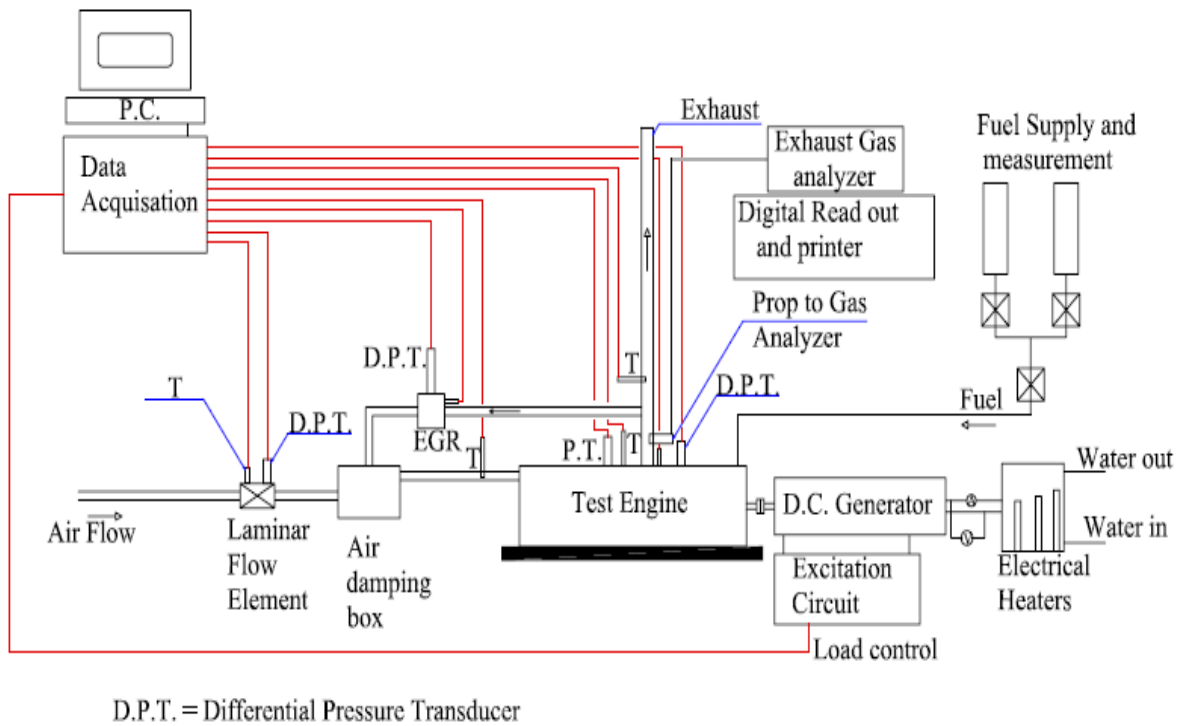 P.C.
Data
Acquisation
Exhaust
Exhaust Gas
analyzer
Digital Read out
and printer
Fuel Supply and
measurement
Prop to Gas
Analyzer
D.P.T.
T
D.P.T.
Fuel
T
D.P.T.
EGR
T
P.T.
T
Water out
Test Engine
D.C. Generator
Water in
Air Flow
Laminar
Flow
Element
Air
damping
box
Excitation
Circuit
Electrical
Heaters
Load control
D.P.T. = Differential Pressure Transducer